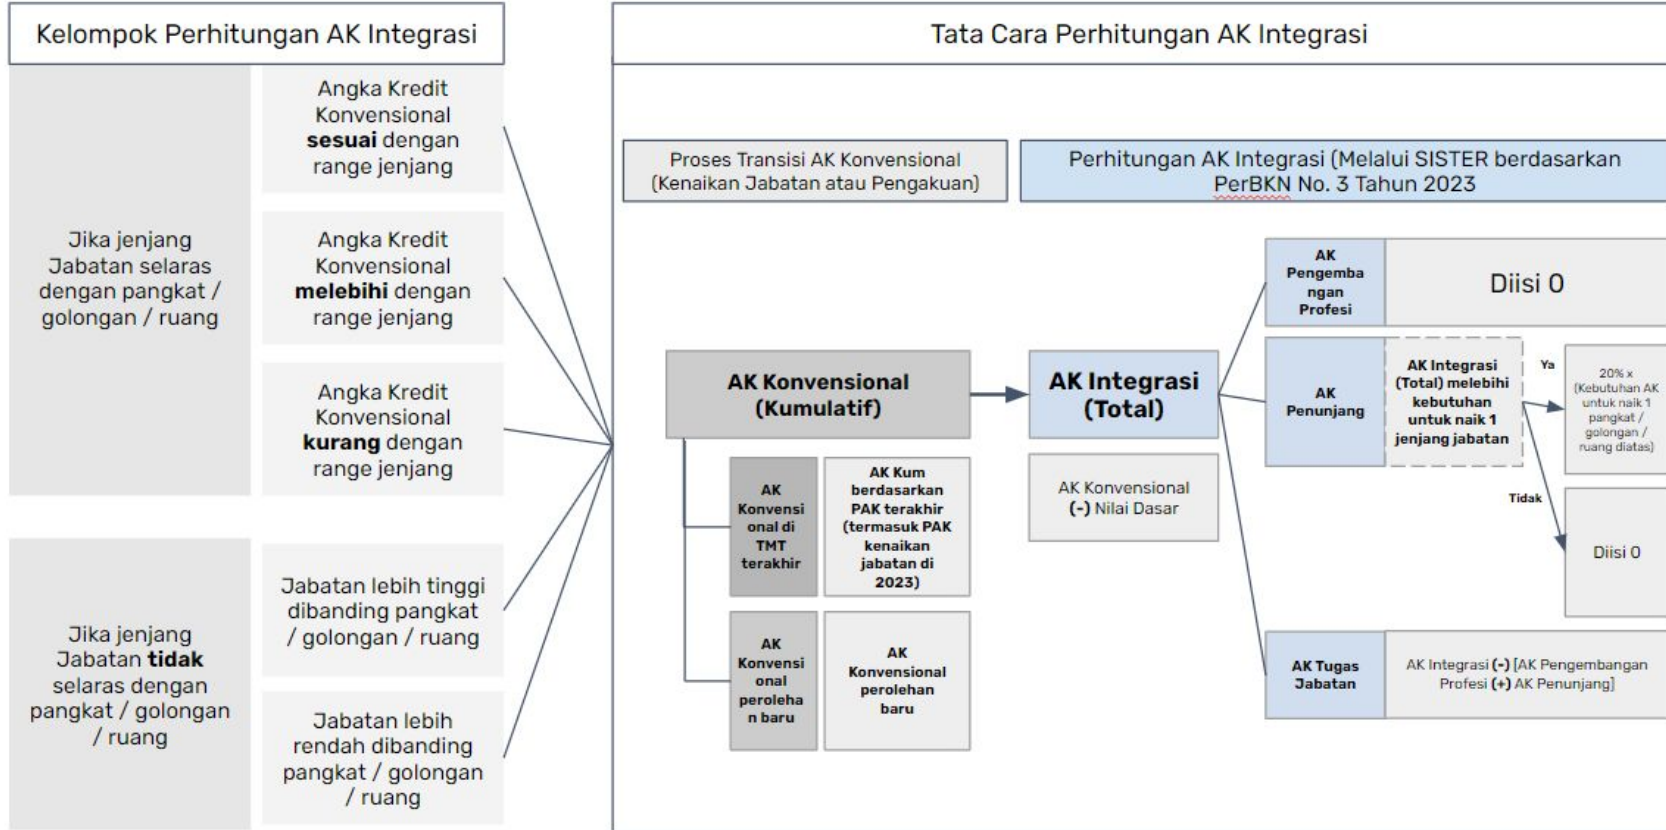 Kelompok Perhitungan AK Integrasi
Jika jenjang
Jabatan selaras
dengan pangkat /
golongan / ruang
Angka Kredit
Konvensional
sesuai dengan
range jenjang
Angka Kredit
Konvensional
melebihi dengan
range jenjang
Angka Kredit
Konvensional
kurang dengan
range jenjang
Jika jenjang
Jabatan tidak
selaras dengan
pangkat / golongan
/ ruang
Jabatan lebih tinggi
dibanding pangkat
/ golongan / ruang
Jabatan lebih
rendah dibanding
pangkat / golongan
/ ruang
Tata Cara Perhitungan AK Integrasi
Proses Transisi AK Konvensional
(Kenaikan Jabatan atau Pengakuan)
Perhitungan AK Integrasi (Melalui SISTER berdasarkan
PerBKN No. 3 Tahun 2023
AK Konvensional
(Kumulatif)
AK
Konvensi
onal di
TMT
terakhir
AK Kum
berdasarkan
PAK terakhir
(termasuk PAK
kenaikan
jabatan di
2023)
AK
Konvensi
onal
peroleha
n baru
AK
Konvensional
perolehan
baru
AK Integrasi
(Total)
AK Konvensional
(-) Nilai Dasar
AK
Pengemba
ngan
Profesi
Diisi 0
AK
Penunjang
AK Integrasi
(Total) melebihi
kebutuhan
untuk naik 1
jenjang jabatan
Ya
20% x
(Kebutuhan AK
untuk naik 1
pangkat /
golongan /
ruang diatas)
Tidak
Diisi 0
AK Tugas
Jabatan
AK Integrasi (-) [AK Pengembangan
Profesi (+) AK Penunjang]